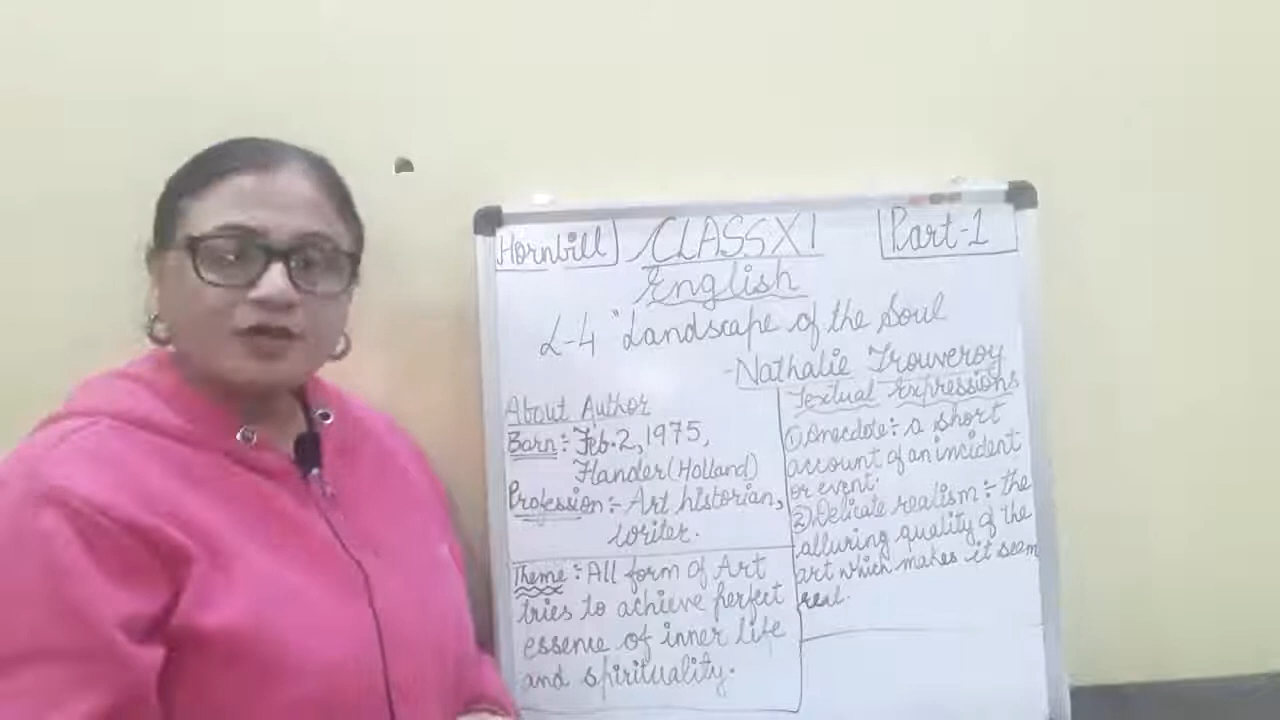 Hornbill CLASS XI Part-1
English
L-4 "Landscape of the Soul
-Nathalie Trouveroy
About Author
Born:- Feb. 2, 1975,
Flander (Holland)
Profession:- Art historian,
writer.
Theme:- All form of Art
tries to achieve perfect
essence of inner life
and spirituality.
Textual Expressions
① Anecdote:- a short
account of an incident
or event.
② Delicate realism:- the
alluring quality of the
art which makes it seem
real.